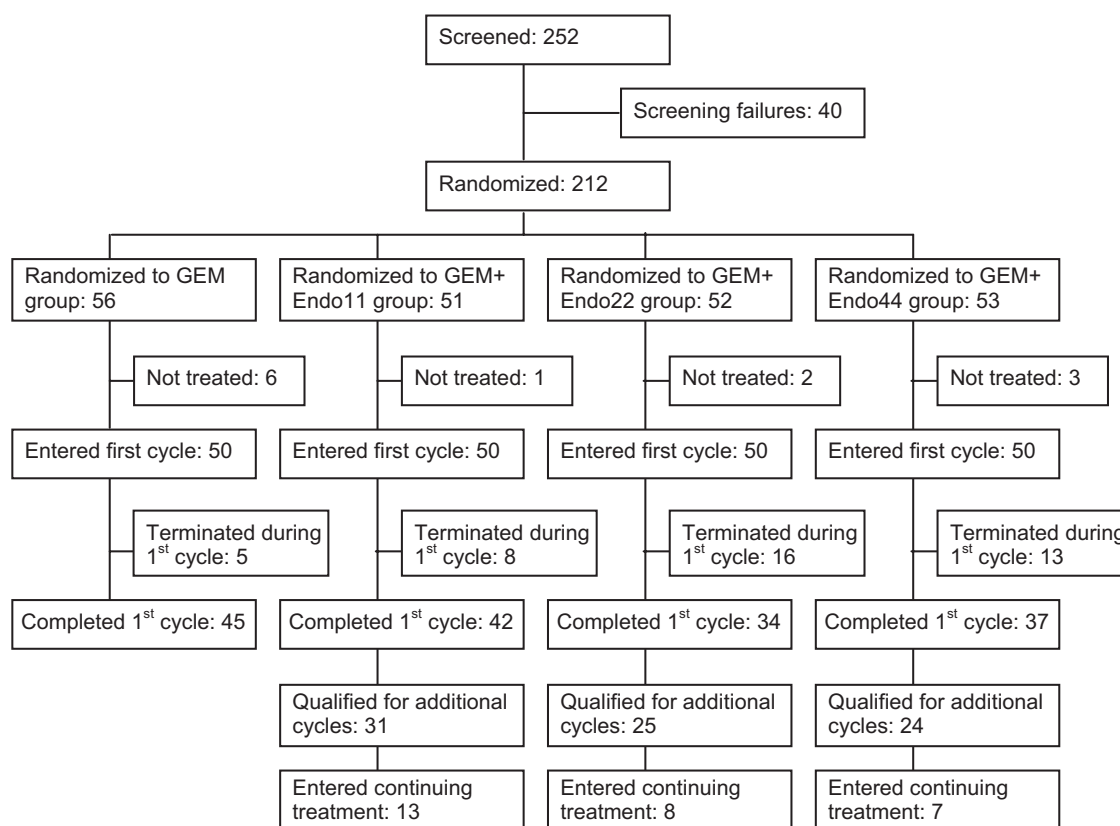 Screened: 252
Screening failures: 40
Randomized: 212
Randomized to GEM
group: 56
Randomized to GEM+
Endo11 group: 51
Randomized to GEM+
Endo22 group: 52
Randomized to GEM+
Endo44 group: 53
Not treated: 6
Not treated: 1
Not treated: 2
Not treated: 3
Entered first cycle: 50
Entered first cycle: 50
Entered first cycle: 50
Entered first cycle: 50
Terminated during
1st cycle: 5
Terminated during
1st cycle: 8
Terminated during
1st cycle: 16
Terminated during
1st cycle: 13
Completed 1st cycle: 45
Completed 1st cycle: 42
Completed 1st cycle: 34
Completed 1st cycle: 37
Qualified for additional
cycles: 31
Qualified for additional
cycles: 25
Qualified for additional
cycles: 24
Entered continuing
treatment: 13
Entered continuing
treatment: 8
Entered continuing
treatment: 7